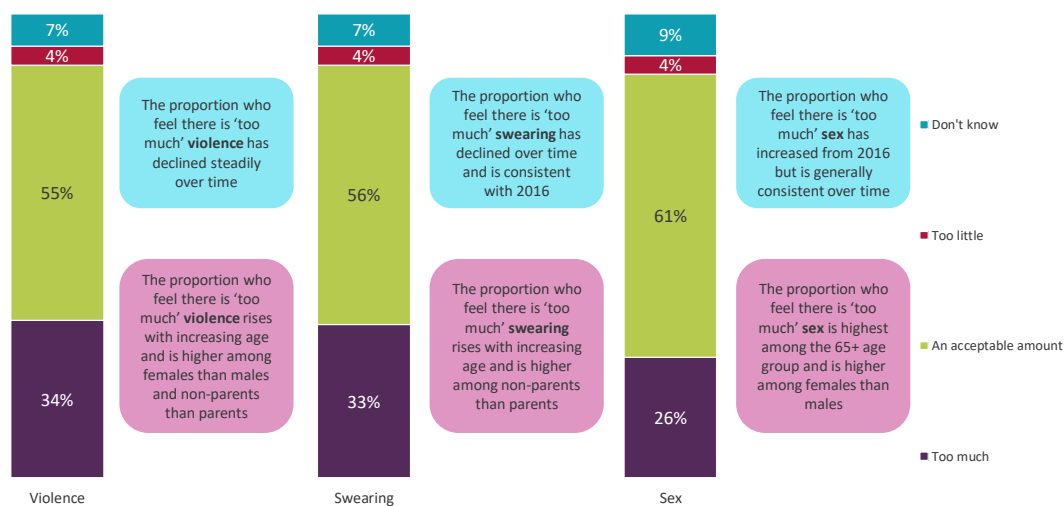 7%
4%
55%
34%
Violence
The proportion who
feel there is ‘too
much’ violence has
declined steadily
over time
The proportion who
feel there is ‘too
much’ violence rises
with increasing age
and is higher among
females than males
and non-parents
than parents
7%
4%
56%
33%
Swearing
The proportion who
feel there is ‘too
much’ swearing has
declined over time
and is consistent
with 2016
The proportion who
feel there is ‘too
much’ swearing
rises with increasing
age and is higher
among non-parents
than parents
9%
4%
61%
26%
Sex
The proportion who
feel there is ‘too
much’ sex has
increased from 2016
but is generally
consistent over time
The proportion who
feel there is ‘too
much’ sex is highest
among the 65+ age
group and is higher
among females than
males
Don't know
Too little
An acceptable amount
Too much